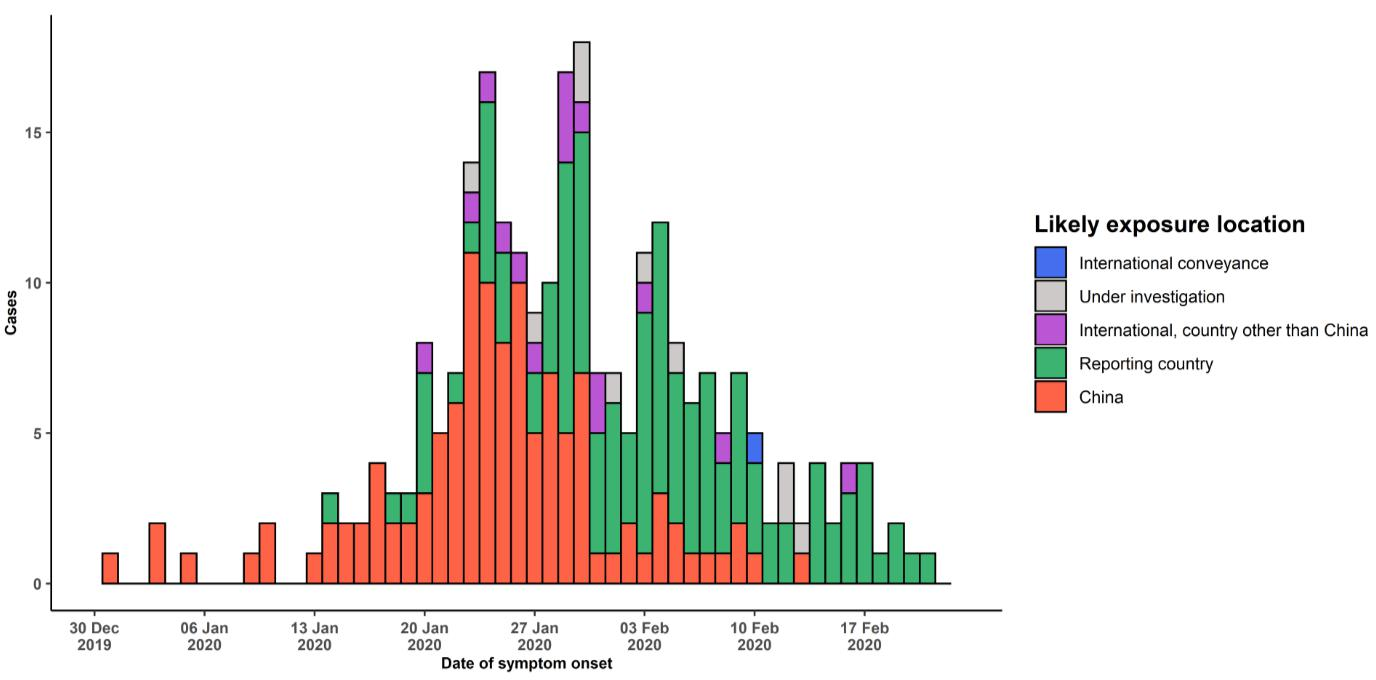 15
10
5
0
Cases
30 Dec
2019
06 Jan
2020
13 Jan
2020
20 Jan
2020
27 Jan
2020
03 Feb
2020
10 Feb
2020
17 Feb
2020
Date of symptom onset
Likely exposure location
International conveyance
Under investigation
International, country other than China
Reporting country
China